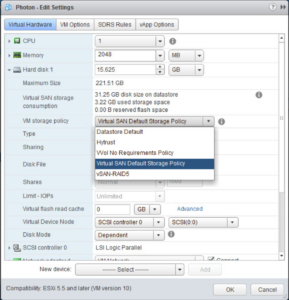 Photon - Edit Settings
Virtual Hardware VM Options SDRS Rules vApp Options
CPU 1
Memory 2048 MB
Hard disk 1 15.625 GB
Maximum Size 221.51 GB
Virtual SAN storage consumption
31.25 GB disk size on datastore
3.22 GB used storage space
0.00 B reserved flash space
VM storage policy Virtual SAN Default Storage Policy
Datastore Default
Hytrust
VVol No Requirements Policy
Virtual SAN Default Storage Policy
vSAN-RAID5
Type
Sharing
Disk File
Shares Normal
Limit - IOPs Unlimited
Virtual flash read cache 0 GB Advanced
Virtual Device Node SCSI controller 0 SCSI(0:0)
Disk Mode Dependent
SCSI controller 0 LSI Logic Parallel
New device: ------- Select ------- Add
Compatibility: ESXi 5.5 and later (VM version 10) OK Cancel